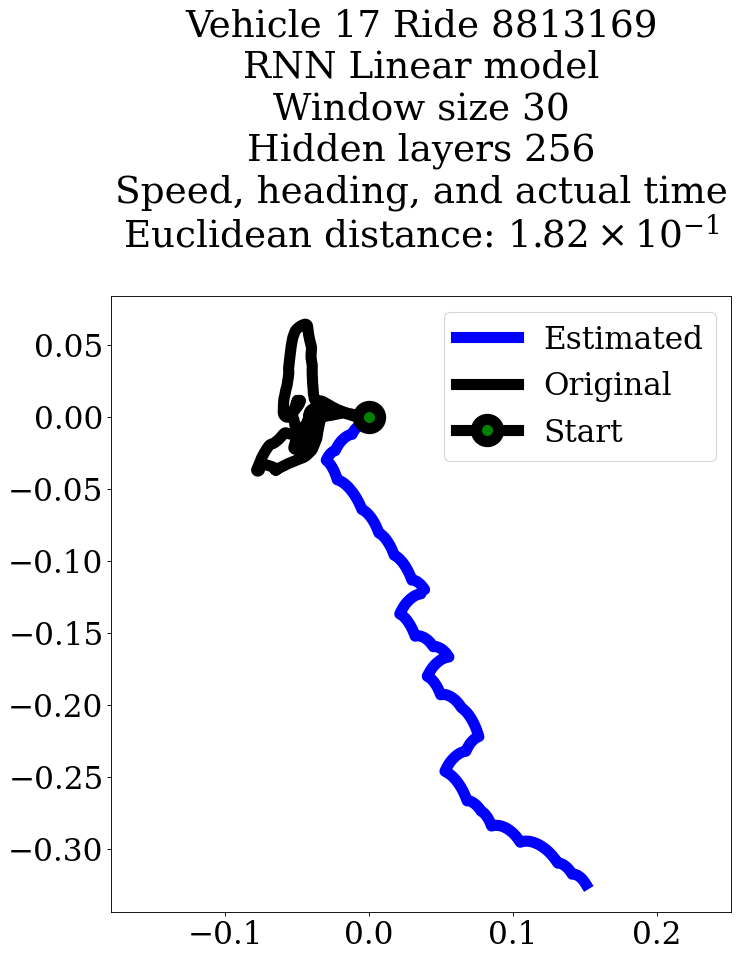 Vehicle 17 Ride 8813169
RNN Linear model
Window size 30
Hidden layers 256
Speed, heading, and actual time
Euclidean distance: 1.82 × 10⁻¹
Estimated
Original
Start
0.05
0.00
−0.05
−0.10
−0.15
−0.20
−0.25
−0.30
−0.1 0.0 0.1 0.2